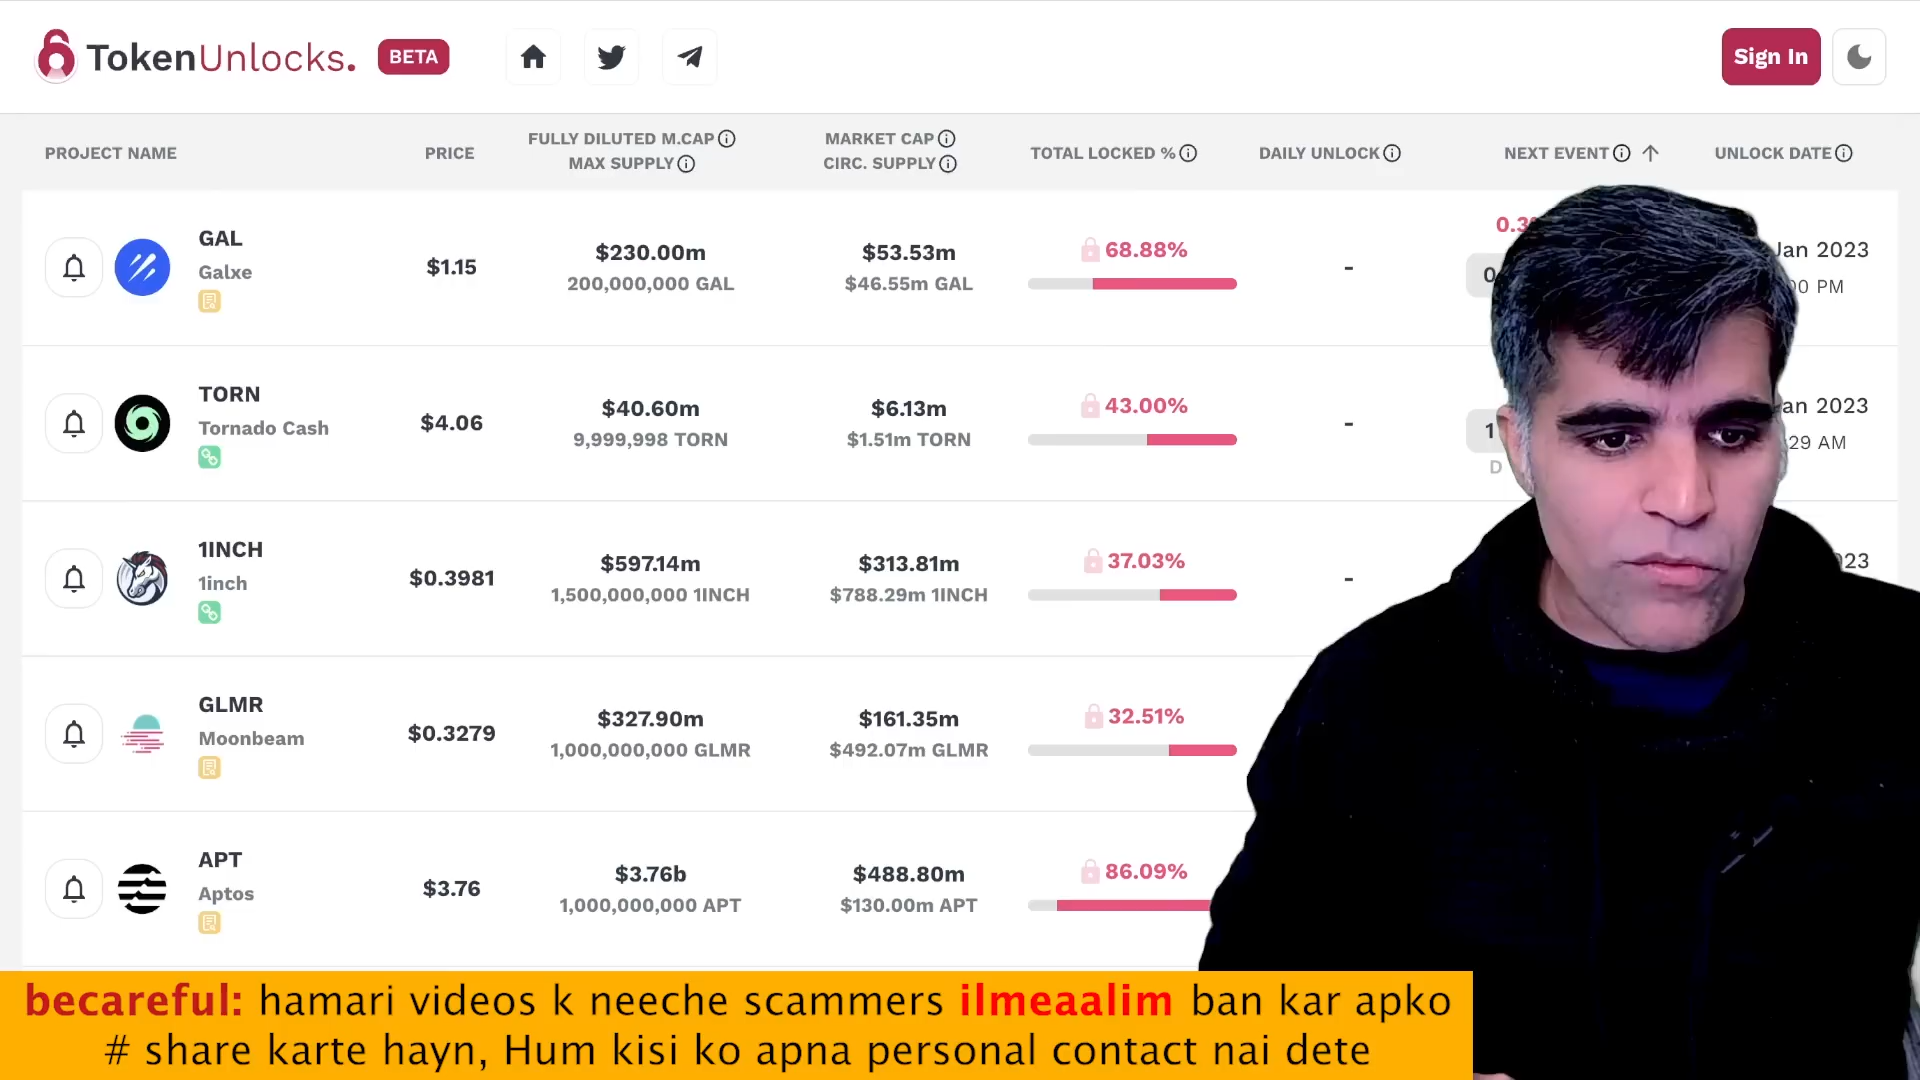 TokenUnlocks. BETA
Sign In
PROJECT NAME
PRICE
FULLY DILUTED M.CAP
MAX SUPPLY
MARKET CAP
CIRC. SUPPLY
TOTAL LOCKED %
DAILY UNLOCK
NEXT EVENT
UNLOCK DATE
GAL
Galxe
$1.15
$230.00m
200,000,000 GAL
$53.53m
$46.55m GAL
68.88%
-
Jan 2023
PM
TORN
Tornado Cash
$4.06
$40.60m
9,999,998 TORN
$6.13m
$1.51m TORN
43.00%
-
1
D
2023
29 AM
1INCH
1inch
$0.3981
$597.14m
1,500,000,000 1INCH
$313.81m
$788.29m 1INCH
37.03%
-
GLMR
Moonbeam
$0.3279
$327.90m
1,000,000,000 GLMR
$161.35m
$492.07m GLMR
32.51%
APT
Aptos
$3.76
$3.76b
1,000,000,000 APT
$488.80m
$130.00m APT
86.09%
becareful: hamari videos k neeche scammers ilmeaalim ban kar apko
# share karte hayn, Hum kisi ko apna personal contact nai dete